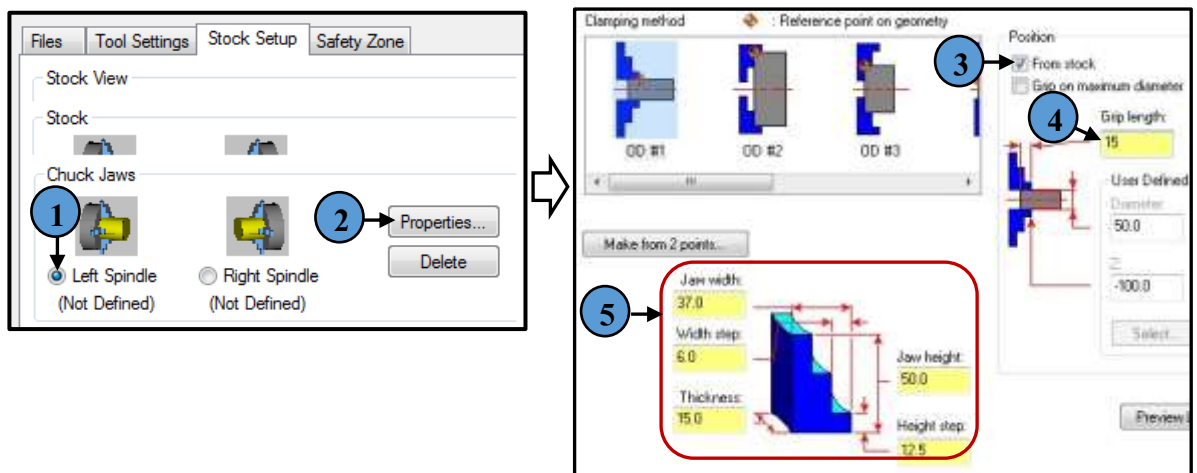 Files Tool Settings Stock Setup Safety Zone
Stock View
Stock
Chuck Jaws
1
2
Properties...
Left Spindle
Right Spindle
Delete
(Not Defined)
(Not Defined)
Clamping method : Reference point on geometry
OD #1 OD #2 OD #3
Position
3
From stock
Grip on maximum diameter
4
Grip length:
15
User Defined
Diameter:
50.0
Z:
-100.0
Select...
Make from 2 points...
5
Jaw width:
37.0
Width step:
6.0
Thickness:
15.0
Jaw height:
50.0
Height step:
12.5
Preview